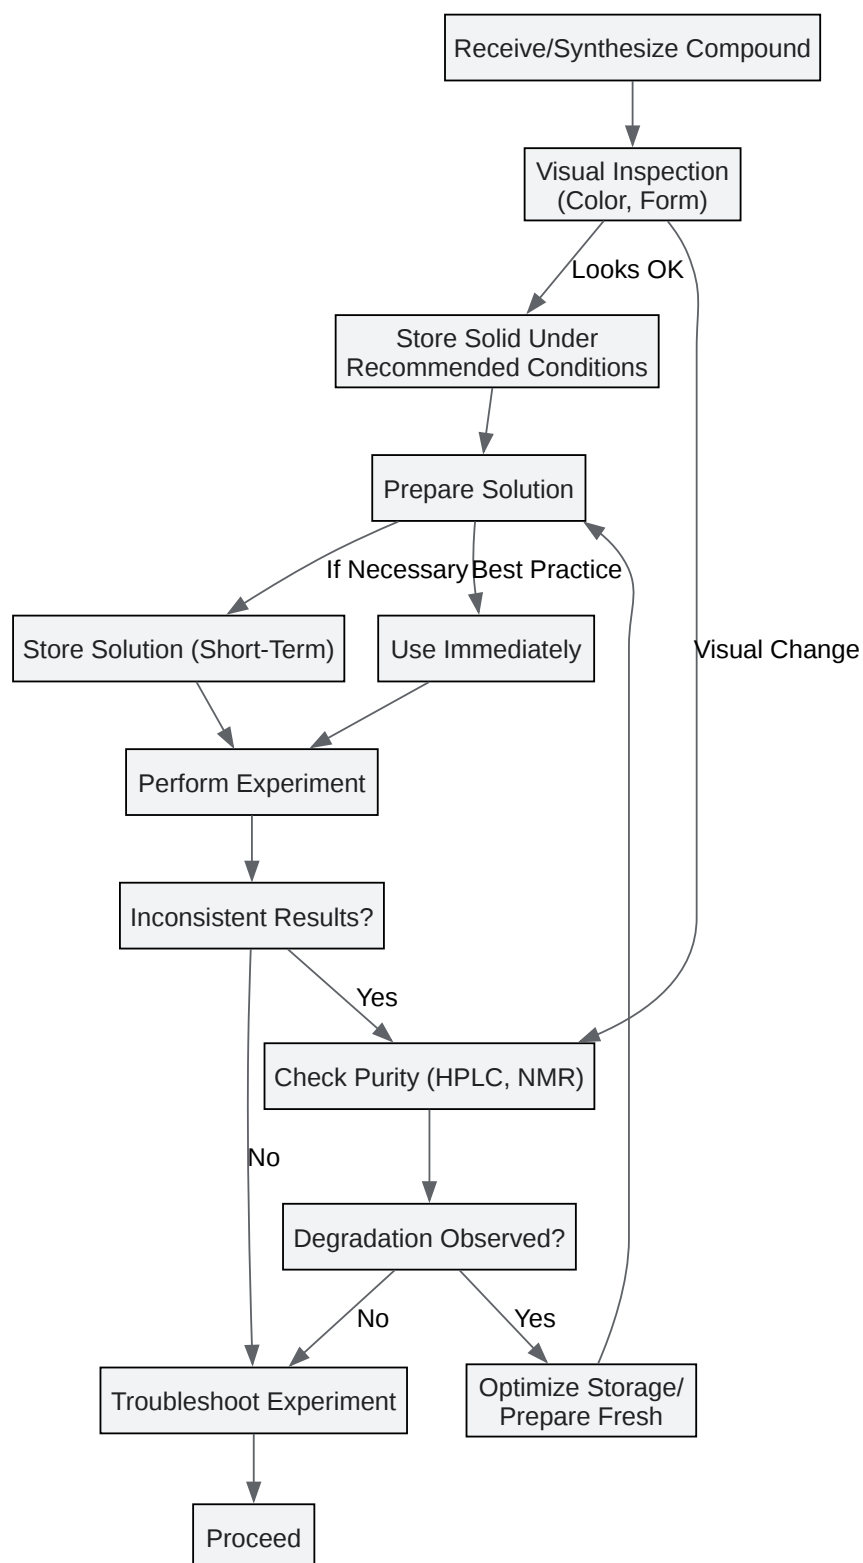 Receive/Synthesize Compound
Visual Inspection
(Color, Form)
Looks OK
Store Solid Under
Recommended Conditions
Prepare Solution
If Necessary
Best Practice
Store Solution (Short-Term)
Use Immediately
Visual Change
Perform Experiment
Inconsistent Results?
Yes
Check Purity (HPLC, NMR)
No
Degradation Observed?
No
Yes
Troubleshoot Experiment
Optimize Storage/
Prepare Fresh
Proceed